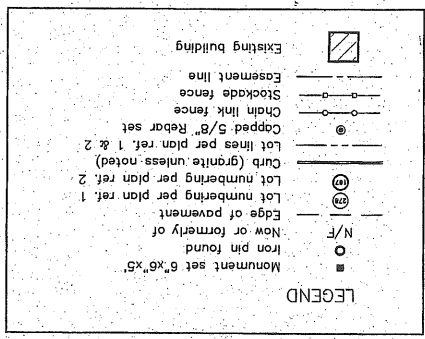 LEGEND
Monument set 6"x6"x5'
Iron pin found
N/F Now or formerly of
Edge of pavement
278 Lot numbering per plan ref. 1
167 Lot numbering per plan ref. 2
Curb (granite unless noted)
Lot lines per plan ref. 1 & 2
Capped 5/8" Rebar set
Chain link fence
Stockade fence
Easement line
Existing building